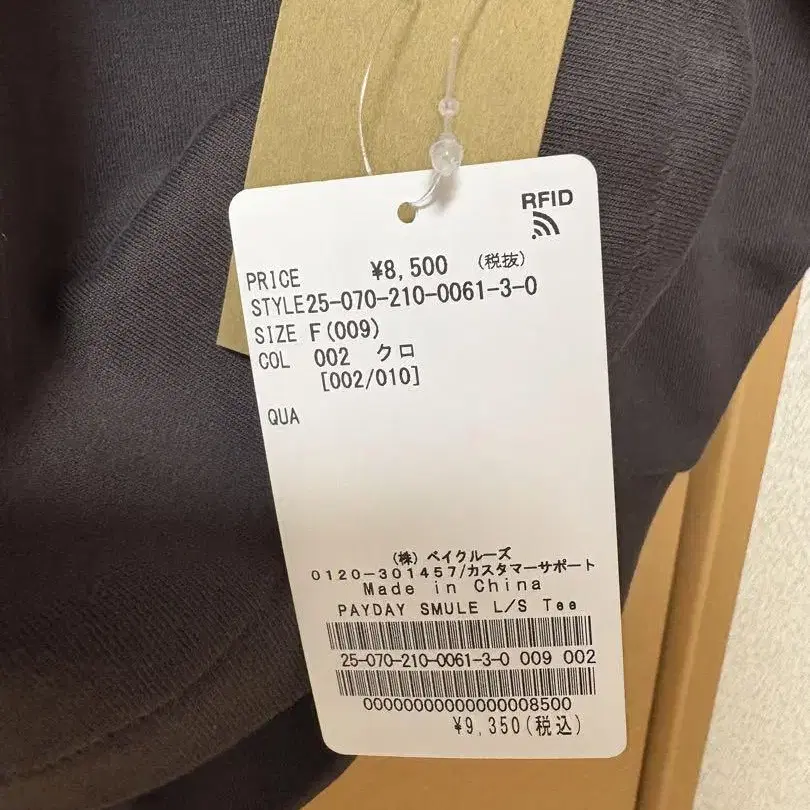 RFID
PRICE ¥8,500 (税抜)
STYLE25-070-210-0061-3-0
SIZE F(009)
COL 002 クロ
[002/010]
QUA
(株) ベイクルーズ
0120-301457/カスタマーサポート
Made in China
PAYDAY SMULE L/S Tee
25-070-210-0061-3-0 009 002
00000000000000008500
¥9,350(税込)